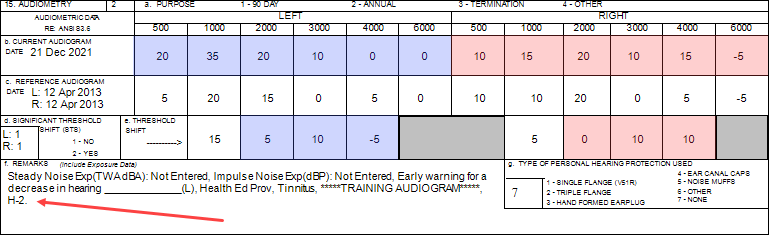 15. AUDIOMETRY 2 a. PURPOSE 1 - 90 DAY 2 - ANNUAL 3 - TERMINATION 4 - OTHER
AUDIOMETRIC DATA
RE: ANSI S3.6
LEFT RIGHT
500 1000 2000 3000 4000 6000 500 1000 2000 3000 4000 6000
b. CURRENT AUDIOGRAM
DATE 21 Dec 2021 20 35 20 10 0 0 10 15 20 10 15 -5
c. REFERENCE AUDIOGRAM
DATE L: 12 Apr 2013
R: 12 Apr 2013 5 20 15 0 5 0 10 10 20 0 5 -5
d. SIGNIFICANT THRESHOLD
SHIFT (STS)
L: 1
R: 1
1 - NO
2 - YES
e. THRESHOLD
SHIFT
----------> 15 5 10 -5 5 0 10 10
f. REMARKS (Include Exposure Data)
Steady Noise Exp(TWA dBA): Not Entered, Impulse Noise Exp(dBP): Not Entered, Early warning for a
decrease in hearing ______________(L), Health Ed Prov, Tinnitus, *****TRAINING AUDIOGRAM*****,
H-2.
g. TYPE OF PERSONAL HEARING PROTECTION USED
7
1 - SINGLE FLANGE (V51R)
2 - TRIPLE FLANGE
3 - HAND FORMED EARPLUG
4 - EAR CANAL CAPS
5 - NOISE MUFFS
6 - OTHER
7 - NONE